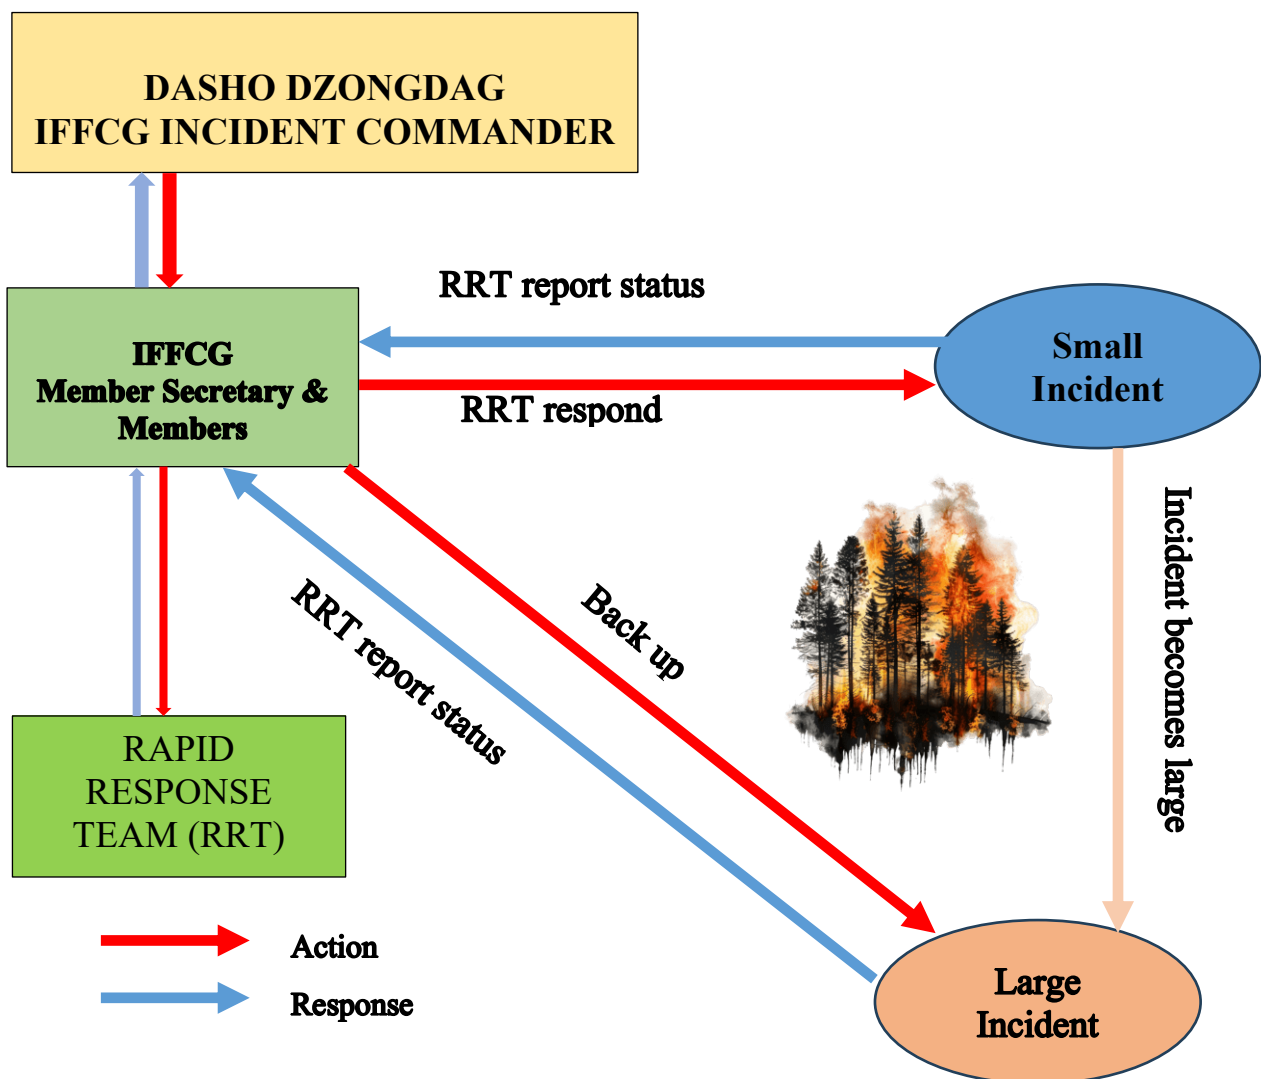 DASHO DZONGDAG
IFFCG INCIDENT COMMANDER
RRT report status
IFFCG
Member Secretary &
Members
Small
Incident
RRT respond
Incident becomes large
Back up
RRT report status
RAPID
RESPONSE
TEAM (RRT)
Action
Response
Large
Incident